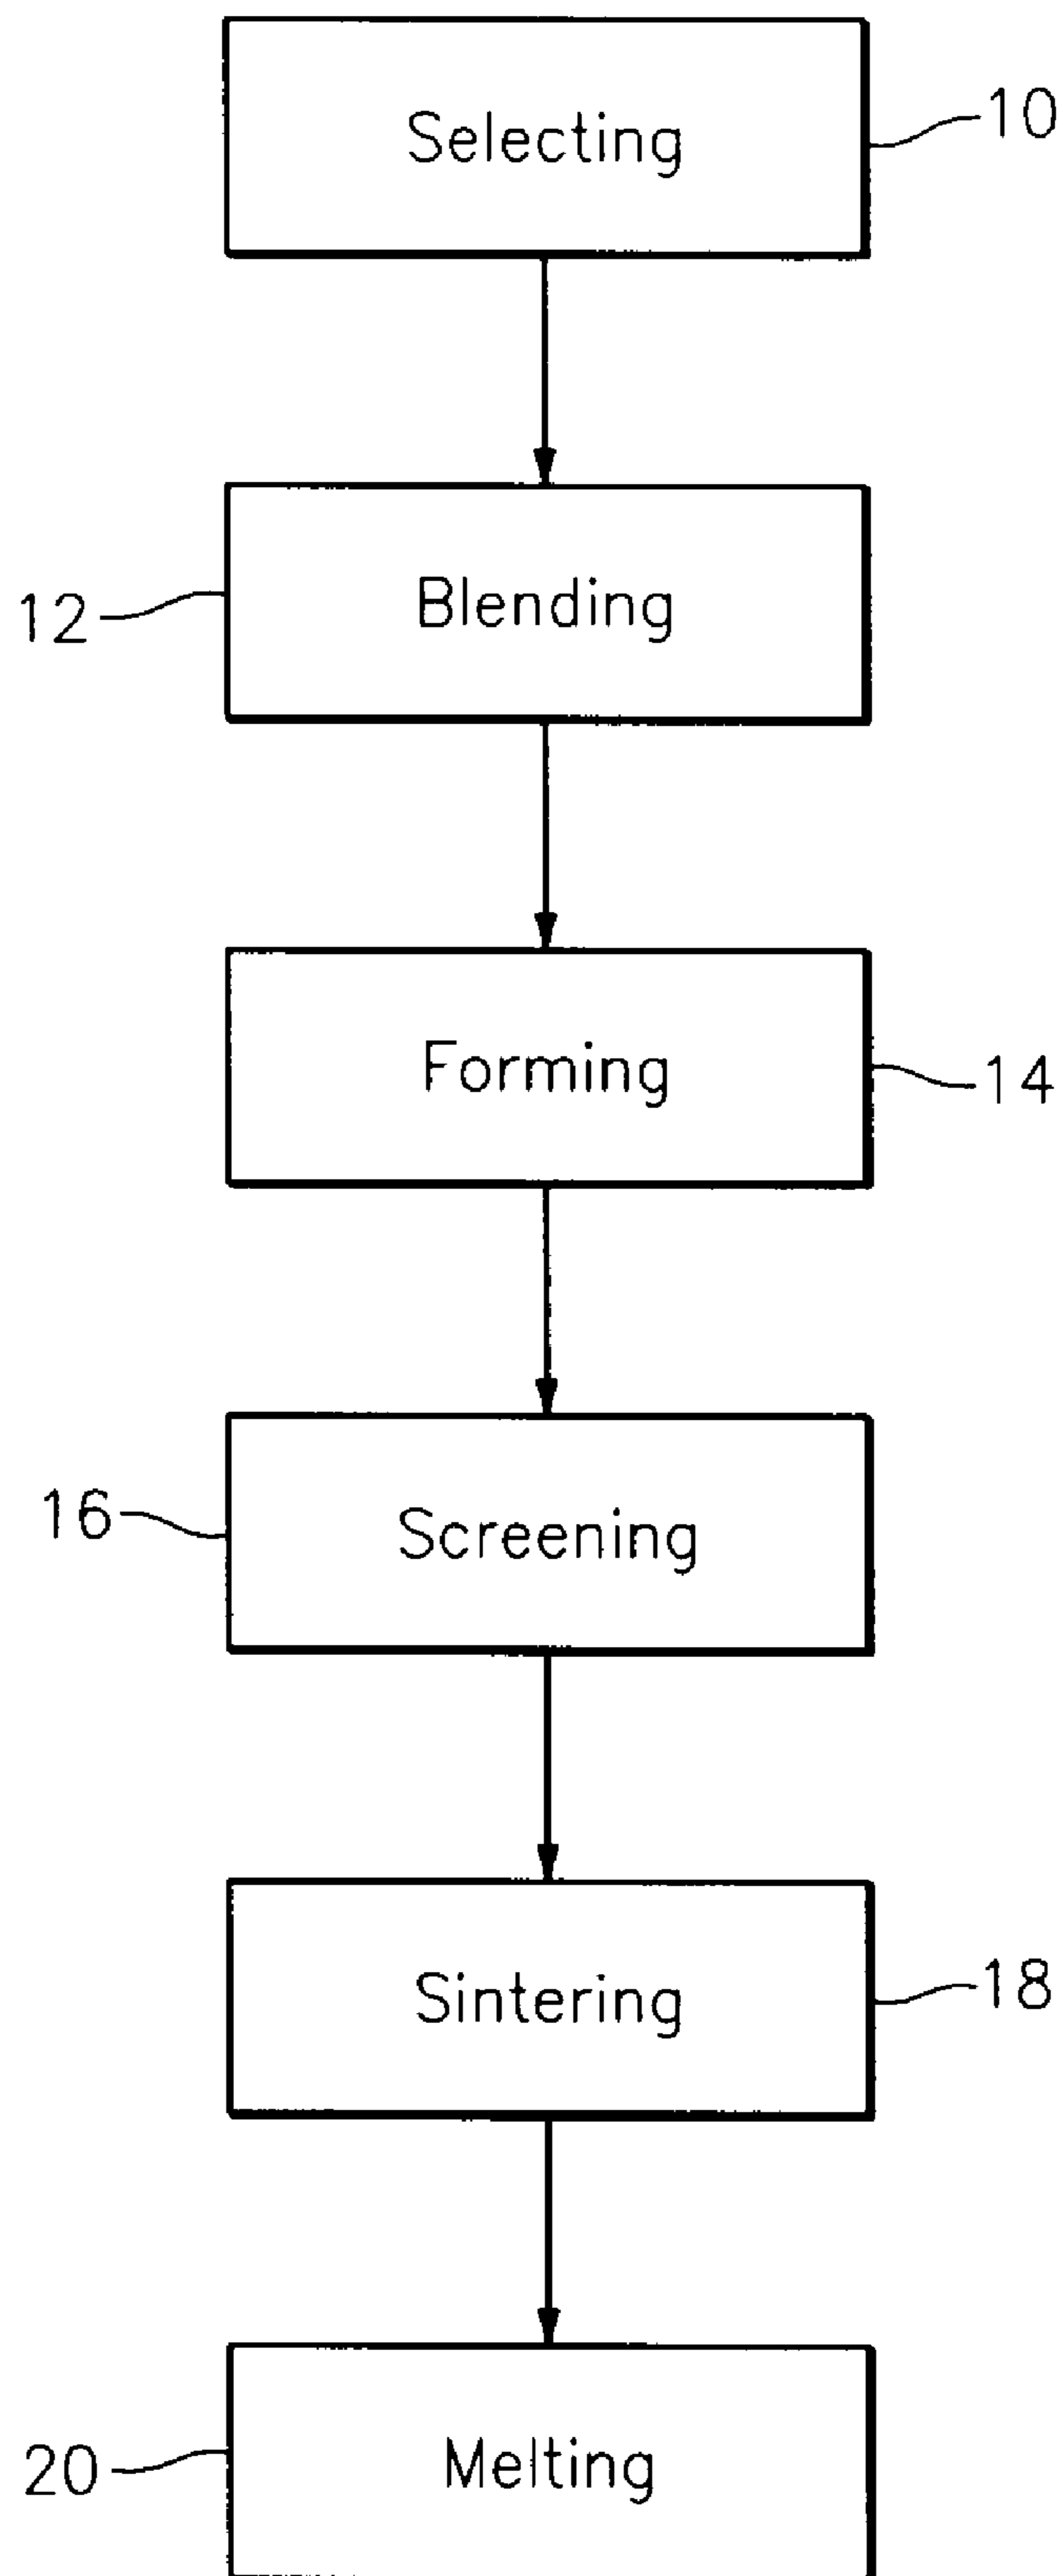 Selecting
10
Blending
12
Forming
14
Screening
16
Sintering
18
Melting
20